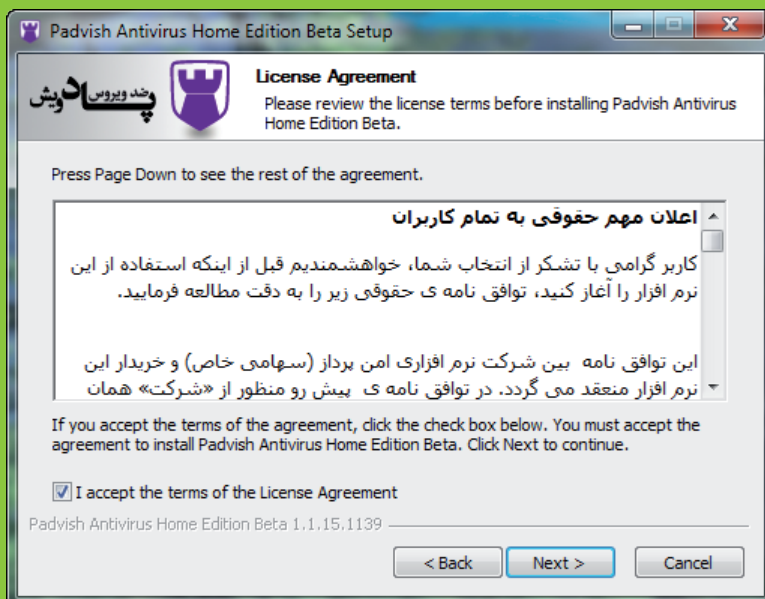 Padvish Antivirus Home Edition Beta Setup
ضد ویروس پادویش
License Agreement
Please review the license terms before installing Padvish Antivirus
Home Edition Beta.
Press Page Down to see the rest of the agreement.
اعلان مهم حقوقی به تمام کاربران
کاربر گرامی با تشکر از انتخاب شما، خواهشمندیم قبل از اینکه استفاده از این
نرم افزار را آغاز کنید، توافق نامه ی حقوقی زیر را به دقت مطالعه فرمایید.
این توافق نامه بین شرکت نرم افزاری امن پرداز (سهامی خاص) و خریدار این
نرم افزار منعقد می گردد. در توافق نامه ی پیش رو منظور از «شرکت» همان
If you accept the terms of the agreement, click the check box below. You must accept the
agreement to install Padvish Antivirus Home Edition Beta. Click Next to continue.
I accept the terms of the License Agreement
Padvish Antivirus Home Edition Beta 1.1.15.1139
< Back Next > Cancel